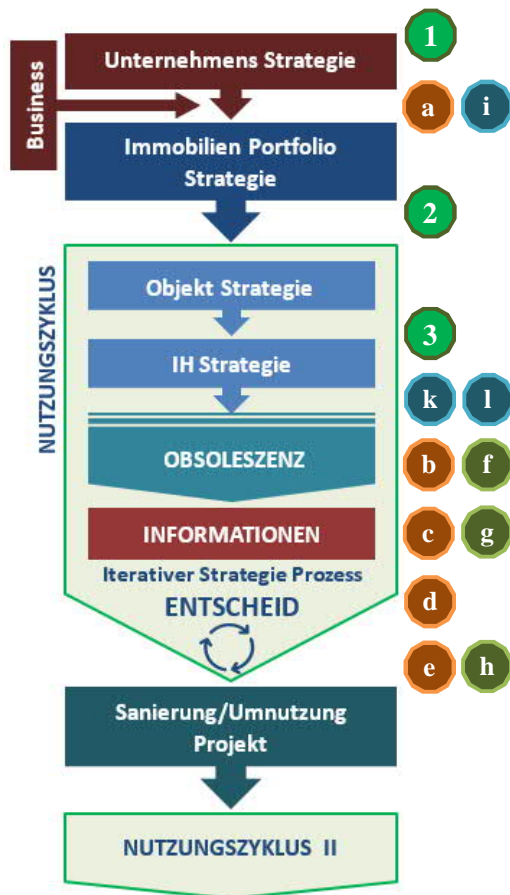 1
Unternehmens Strategie
Business
a i
Immobilien Portfolio
Strategie
2
NUTZUNGSZYKLUS
Objekt Strategie
3
IH Strategie
k l
OBSOLESZENZ
b f
INFORMATIONEN
c g
Iterativer Strategie Prozess
ENTSCHEID
d
e h
Sanierung/Umnutzung
Projekt
NUTZUNGSZYKLUS II